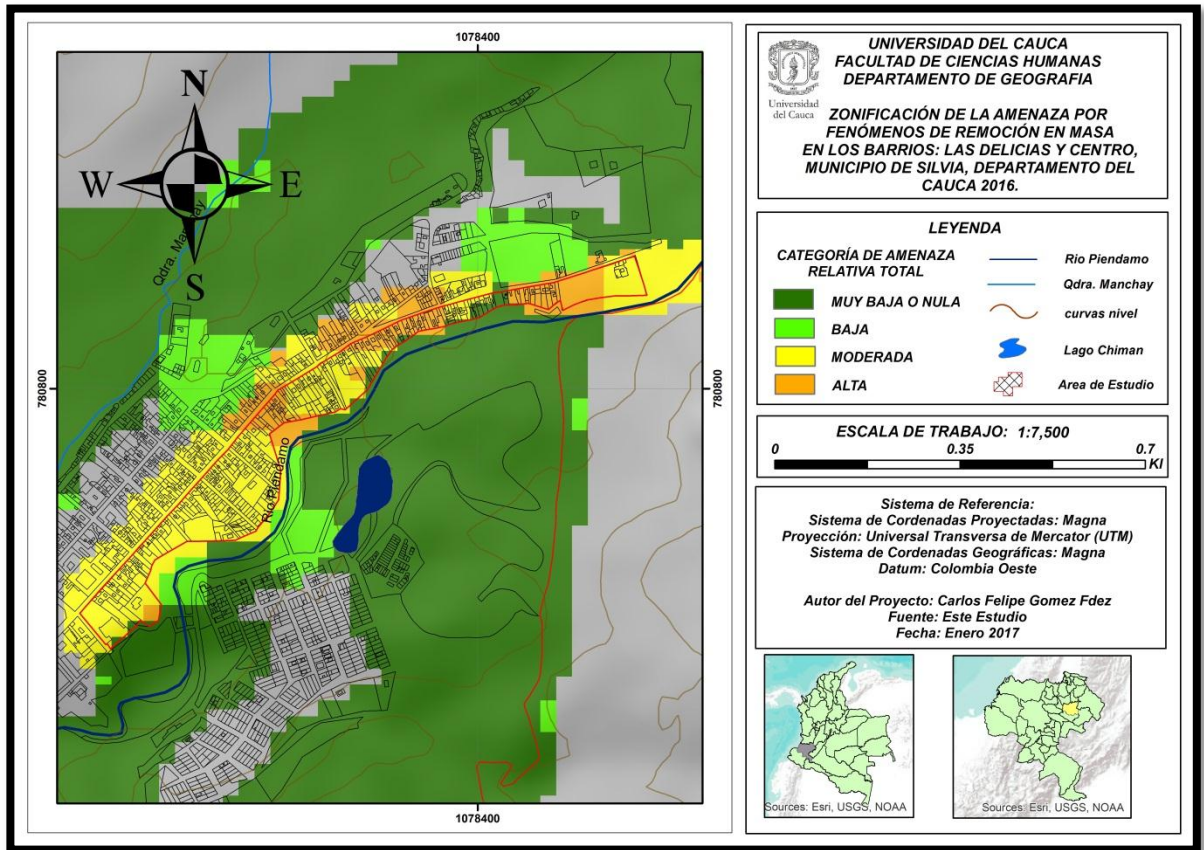 1078400
N
W
E
S
Qdra. Manchay
780800
780800
Rio Piendamo
1078400
Universidad
del Cauca
UNIVERSIDAD DEL CAUCA
FACULTAD DE CIENCIAS HUMANAS
DEPARTAMENTO DE GEOGRAFIA
ZONIFICACIÓN DE LA AMENAZA POR
FENÓMENOS DE REMOCIÓN EN MASA
EN LOS BARRIOS: LAS DELICIAS Y CENTRO,
MUNICIPIO DE SILVIA, DEPARTAMENTO DEL
CAUCA 2016.
LEYENDA
CATEGORÍA DE AMENAZA
RELATIVA TOTAL
MUY BAJA O NULA
BAJA
MODERADA
ALTA
Rio Piendamo
Qdra. Manchay
curvas nivel
Lago Chiman
Area de Estudio
ESCALA DE TRABAJO: 1:7,500
0 0.35 0.7
Kl
Sistema de Referencia:
Sistema de Cordenadas Proyectadas: Magna
Proyección: Universal Transversa de Mercator (UTM)
Sistema de Cordenadas Geográficas: Magna
Datum: Colombia Oeste
Autor del Proyecto: Carlos Felipe Gomez Fdez
Fuente: Este Estudio
Fecha: Enero 2017
Sources: Esri, USGS, NOAA
Sources: Esri, USGS, NOAA